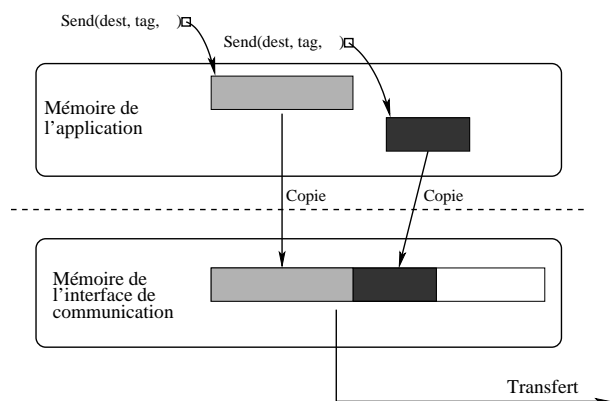 Send(dest, tag, )
Send(dest, tag, )
Mémoire de
l'application
Copie
Copie
Mémoire de
l'interface de
communication
Transfert